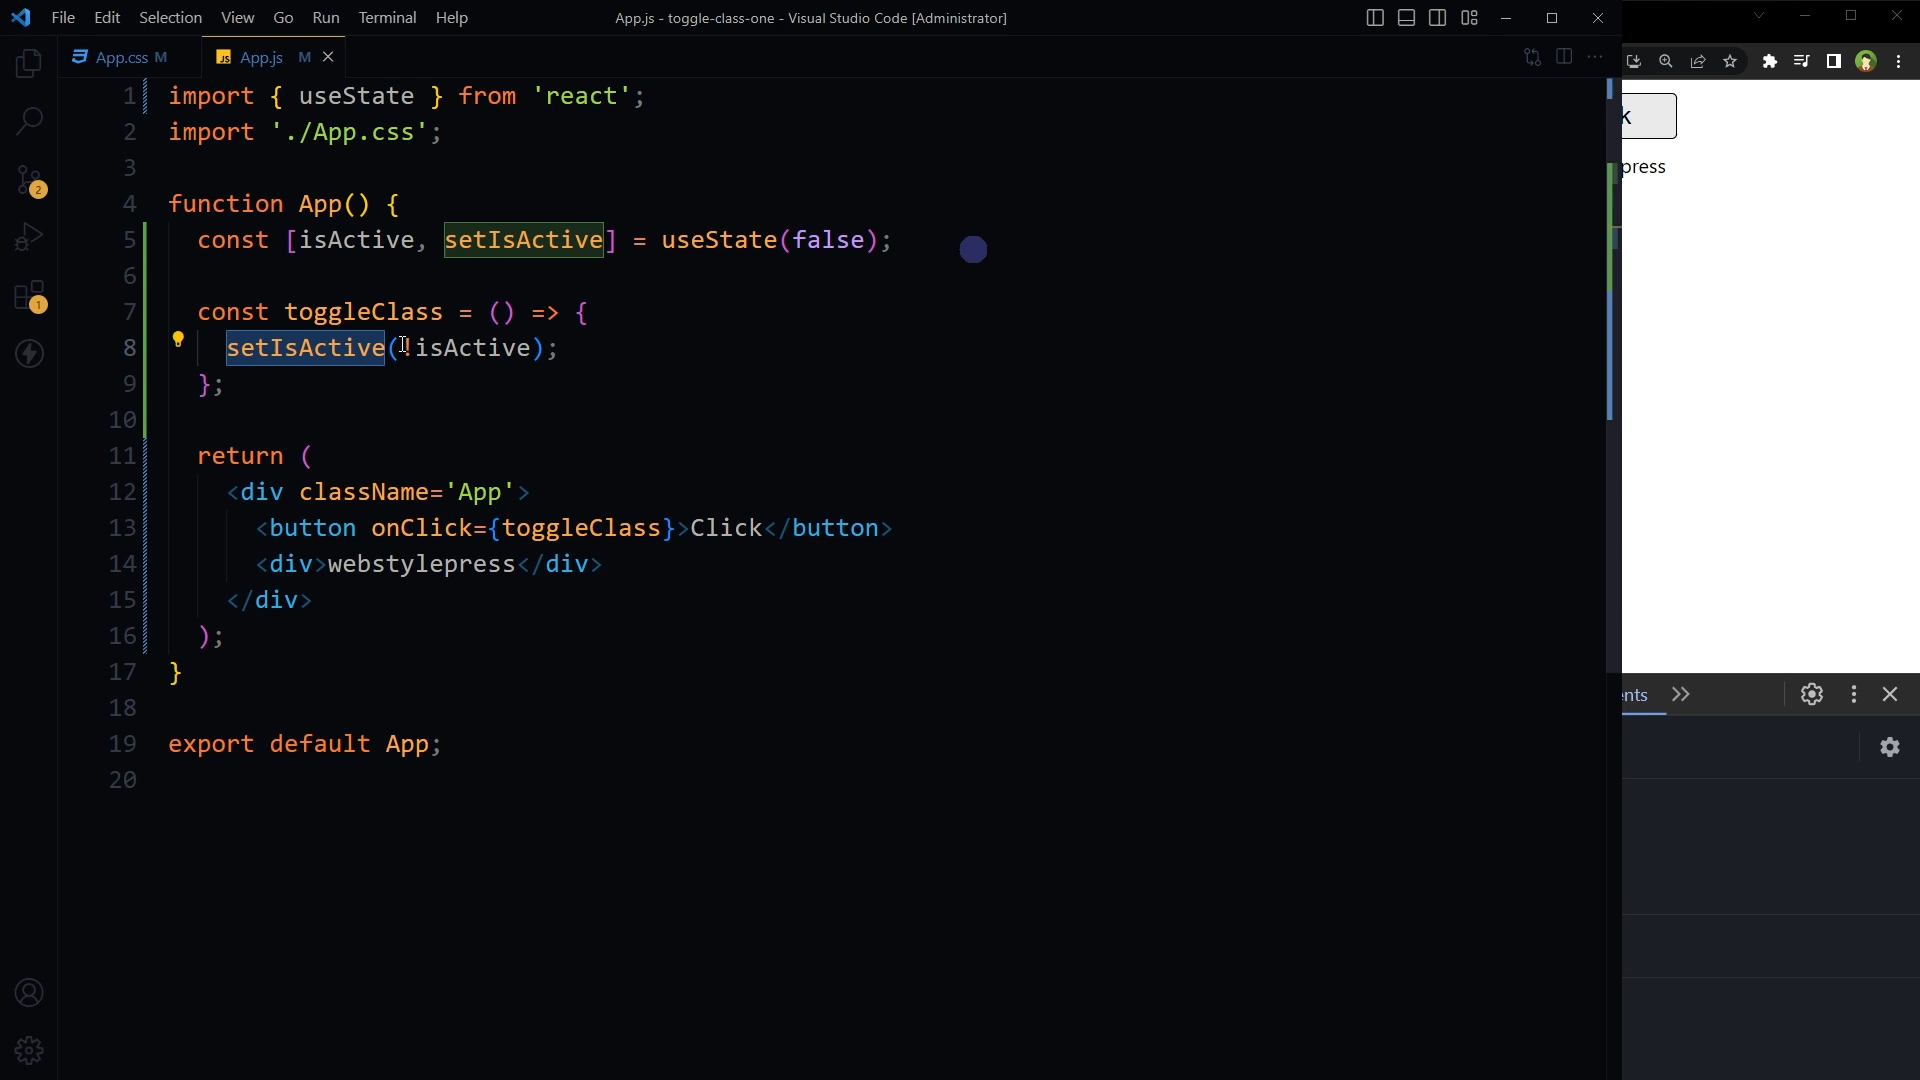 File Edit Selection View Go Run Terminal Help App.js - toggle-class-one - Visual Studio Code [Administrator]
App.css M App.js M
1 import { useState } from 'react';
2 import './App.css';
3
4 function App() {
5 const [isActive, setIsActive] = useState(false);
6
7 const toggleClass = () => {
8 setIsActive(!isActive);
9 };
10
11 return (
12 <div className='App'>
13 <button onClick={toggleClass}>Click</button>
14 <div>webstylepress</div>
15 </div>
16 );
17 }
18
19 export default App;
20
2
1
k
press
ents